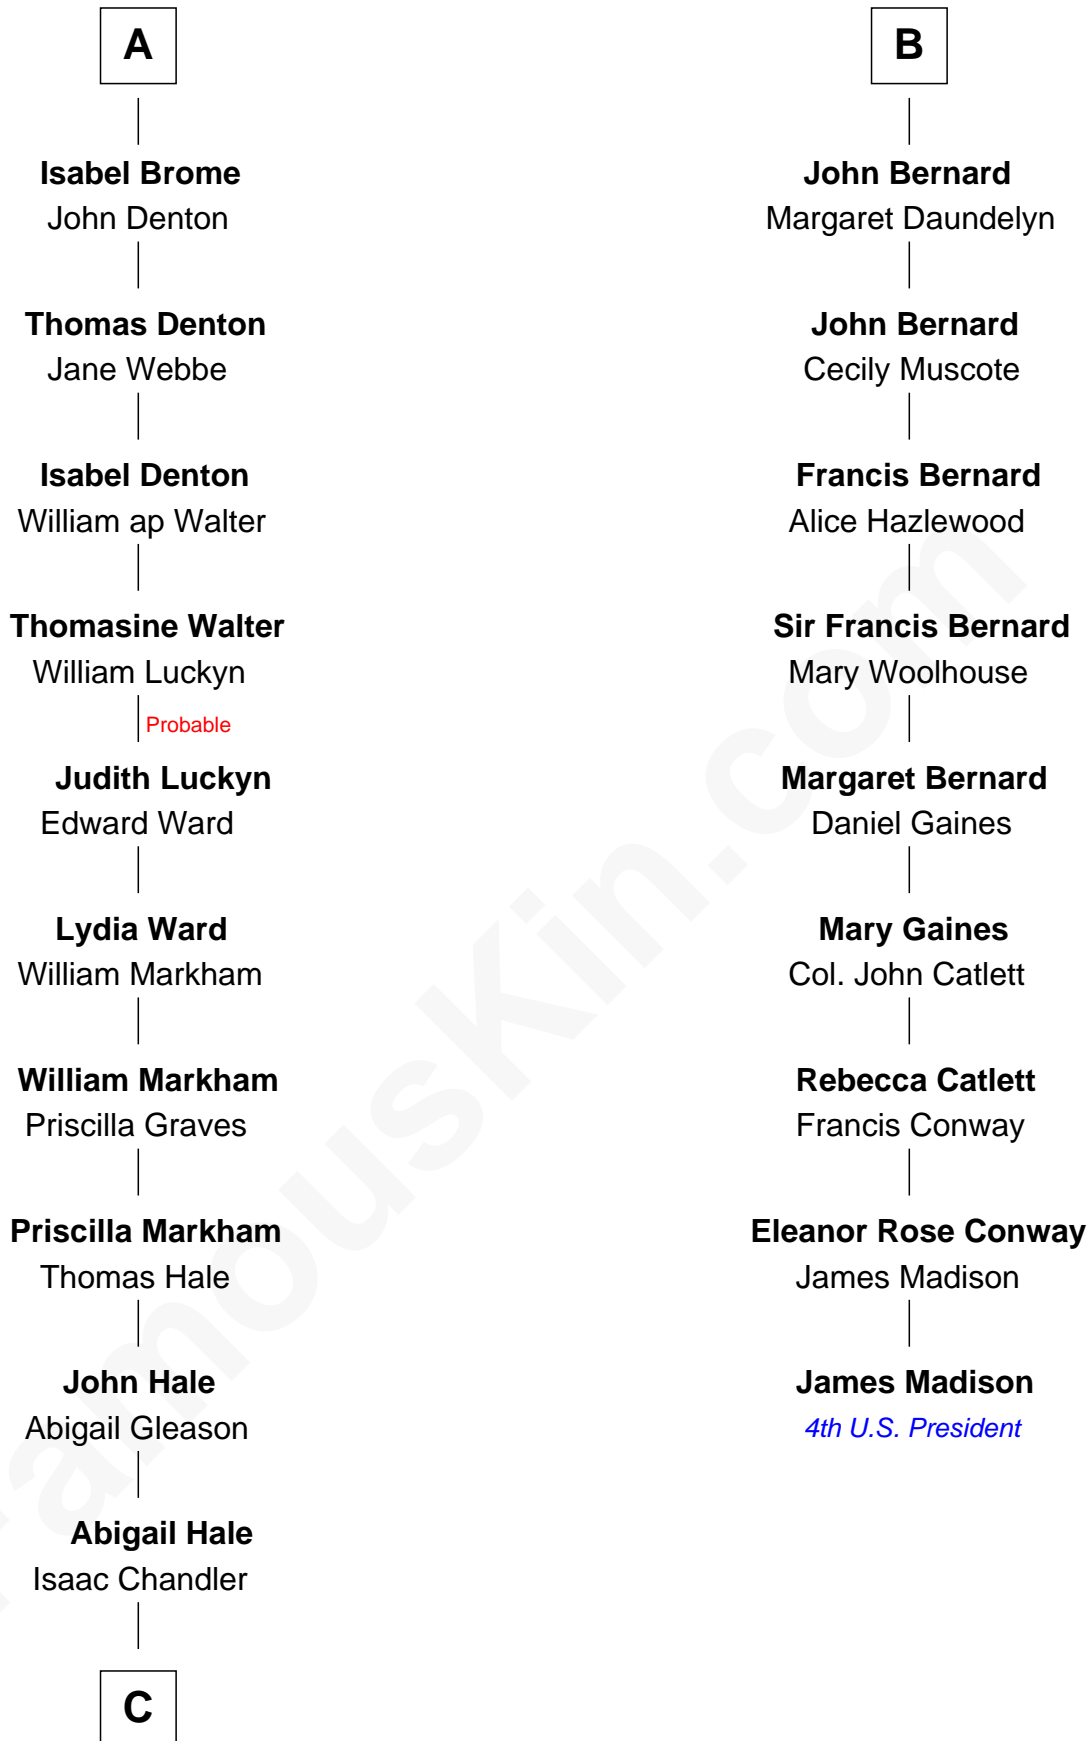 A
Isabel Brome
John Denton
Thomas Denton
Jane Webbe
Isabel Denton
William ap Walter
Thomasine Walter
William Luckyn
Probable
Judith Luckyn
Edward Ward
Lydia Ward
William Markham
William Markham
Priscilla Graves
Priscilla Markham
Thomas Hale
John Hale
Abigail Gleason
Abigail Hale
Isaac Chandler
C
B
John Bernard
Margaret Daundelyn
John Bernard
Cecily Muscote
Francis Bernard
Alice Hazlewood
Sir Francis Bernard
Mary Woolhouse
Margaret Bernard
Daniel Gaines
Mary Gaines
Col. John Catlett
Rebecca Catlett
Francis Conway
Eleanor Rose Conway
James Madison
James Madison
4th U.S. President
FamousKin.com